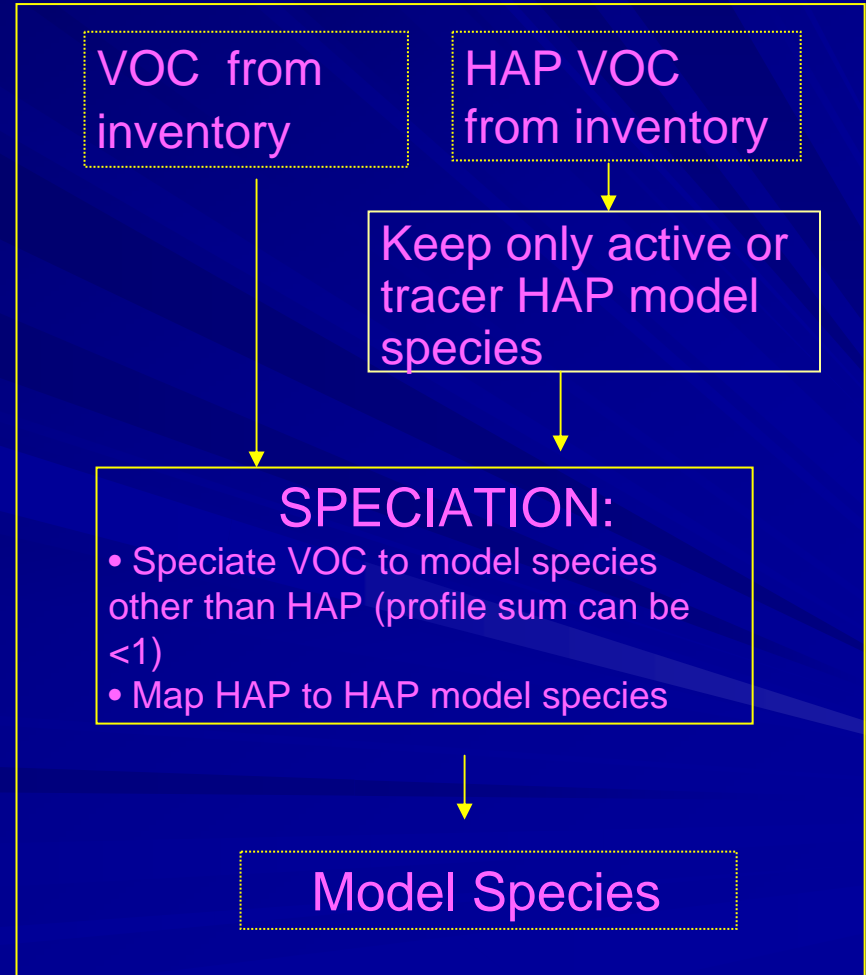 VOC from
inventory
HAP VOC
from inventory
Keep only active or
tracer HAP model
species
SPECIATION:
• Speciate VOC to model species
other than HAP (profile sum can be
<1)
• Map HAP to HAP model species
Model Species